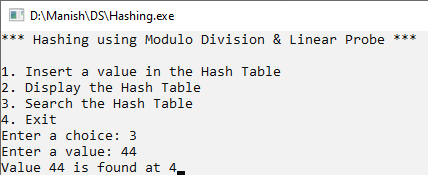 D:\Manish\DS\Hashing.exe
*** Hashing using Modulo Division & Linear Probe ***
1. Insert a value in the Hash Table
2. Display the Hash Table
3. Search the Hash Table
4. Exit
Enter a choice: 3
Enter a value: 44
Value 44 is found at 4